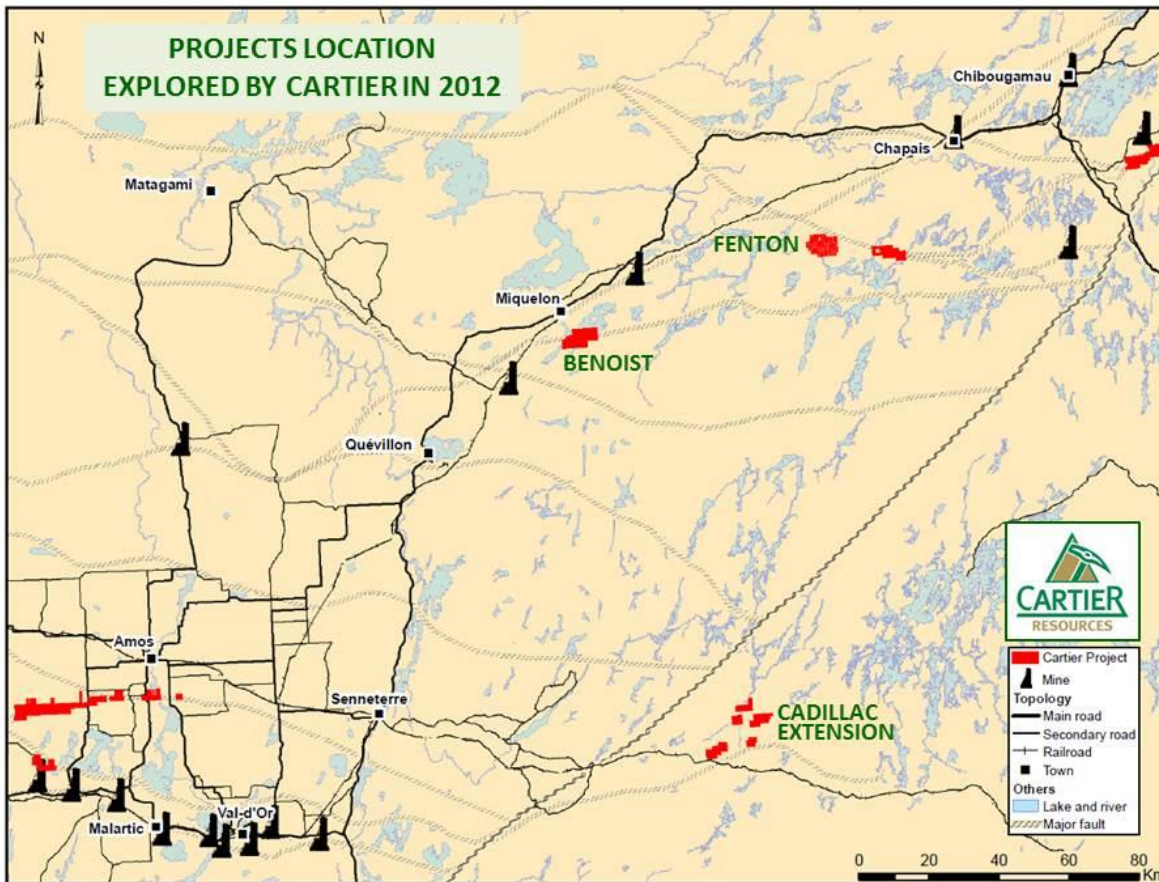 PROJECTS LOCATION
EXPLORED BY CARTIER IN 2012
N
Chibougamau
Chapais
Matagami
FENTON
Miquelon
BENOIST
Quévillon
Amos
Senneterre
CADILLAC
EXTENSION
Malartic
Val-d'Or
CARTIER
RESOURCES
Cartier Project
Mine
Topology
Main road
Secondary road
Railroad
Town
Others
Lake and river
Major fault
0 20 40 60 80
Km